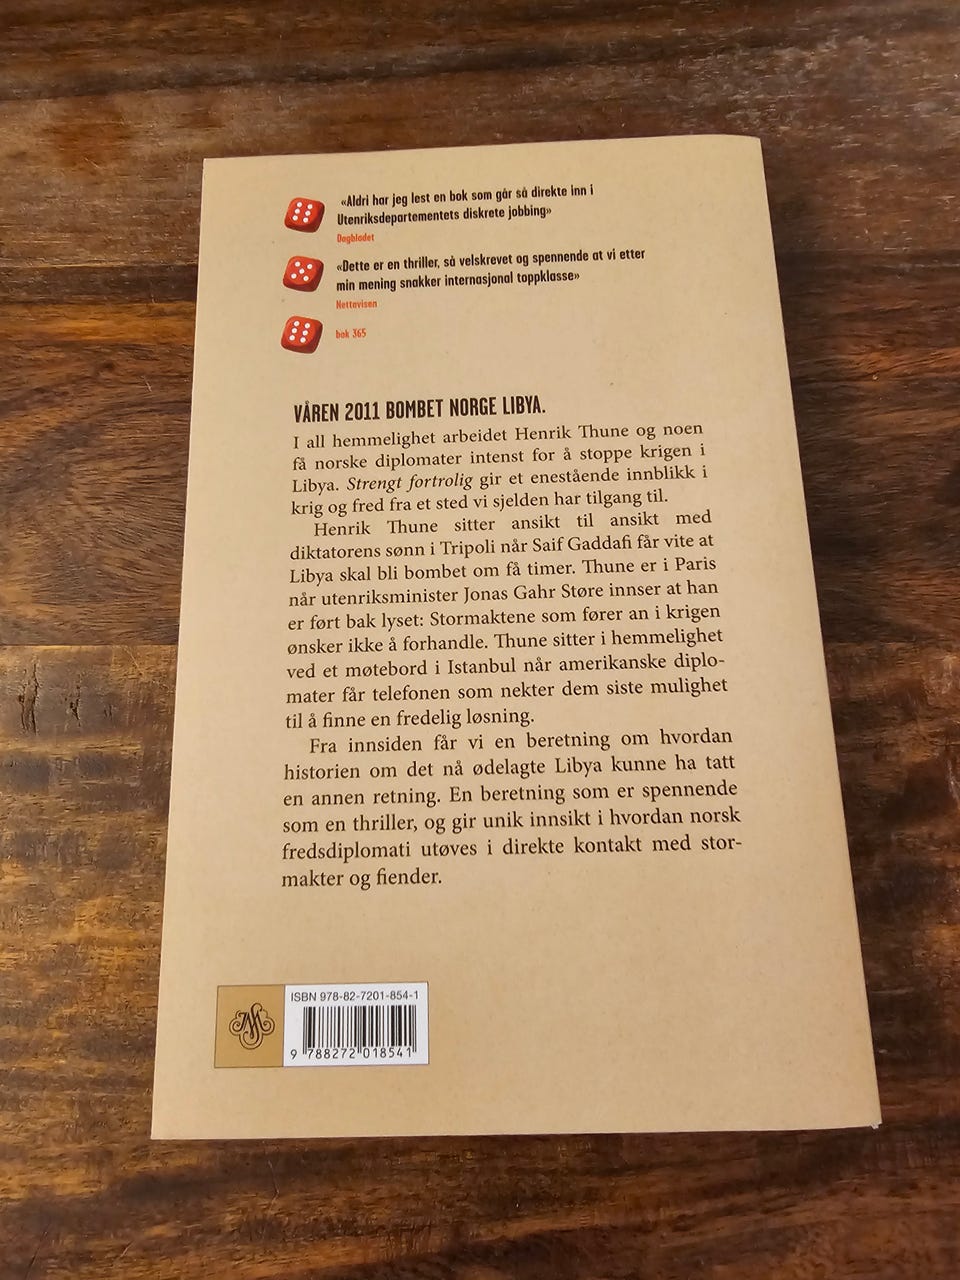 «Aldri har jeg lest en bok som går så direkte inn i
Utenriksdepartementets diskrete jobbing»
Dagbladet
«Dette er en thriller, så velskrevet og spennende at vi etter
min mening snakker internasjonal toppklasse»
Nettavisen
bok 365
VÅREN 2011 BOMBET NORGE LIBYA.
I all hemmelighet arbeidet Henrik Thune og noen
få norske diplomater intenst for å stoppe krigen i
Libya. Strengt fortrolig gir et enestående innblikk i
krig og fred fra et sted vi sjelden har tilgang til.
Henrik Thune sitter ansikt til ansikt med
diktatorens sønn i Tripoli når Saif Gaddafi får vite at
Libya skal bli bombet om få timer. Thune er i Paris
når utenriksminister Jonas Gahr Støre innser at han
er ført bak lyset: Stormaktene som fører an i krigen
ønsker ikke å forhandle. Thune sitter i hemmelighet
ved et møtebord i Istanbul når amerikanske diplo-
mater får telefonen som nekter dem siste mulighet
til å finne en fredelig løsning.
Fra innsiden får vi en beretning om hvordan
historien om det nå ødelagte Libya kunne ha tatt
en annen retning. En beretning som er spennende
som en thriller, og gir unik innsikt i hvordan norsk
fredsdiplomati utøves i direkte kontakt med stor-
makter og fiender.
ISBN 978-82-7201-854-1
9 788272 018541